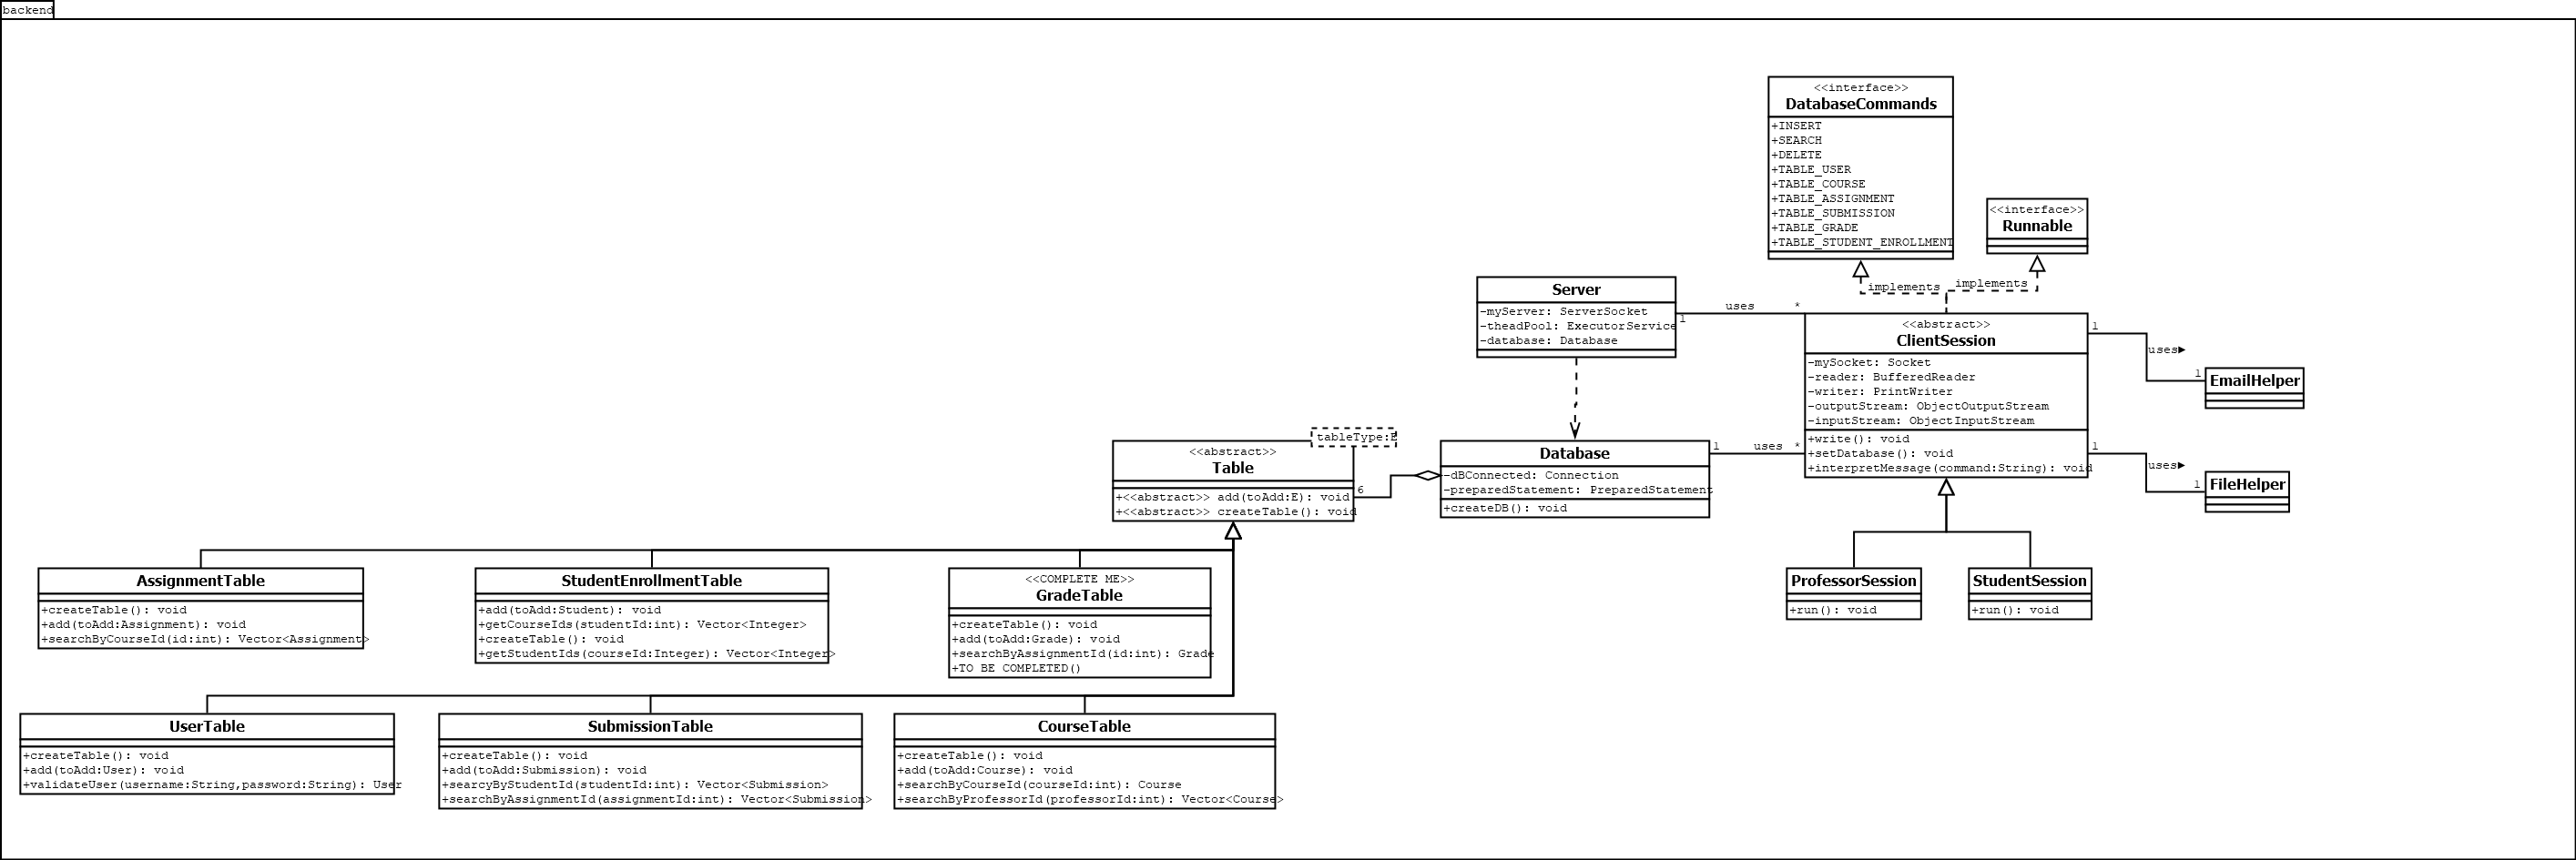 backend
<<interface>>
DatabaseCommands
+INSERT
+SEARCH
+DELETE
+TABLE_USER
+TABLE_COURSE
+TABLE_ASSIGNMENT
+TABLE_SUBMISSION
+TABLE_GRADE
+TABLE_STUDENT_ENROLLMENT
<<interface>>
Runnable
implements
implements
Server
-myServer: ServerSocket
-theadPool: ExecutorService
-database: Database
1
uses
*
<<abstract>>
ClientSession
-mySocket: Socket
-reader: BufferedReader
-writer: PrintWriter
-outputStream: ObjectOutputStream
-inputStream: ObjectInputStream
+write(): void
+setDatabase(): void
+interpretMessage(command:String): void
1
uses▶
1
EmailHelper
1
uses▶
1
FileHelper
tableType:E
<<abstract>>
Table
+<<abstract>> add(toAdd:E): void
+<<abstract>> createTable(): void
6
Database
-dBConnected: Connection
-preparedStatement: PreparedStatement
+createDB(): void
1
uses
*
AssignmentTable
+createTable(): void
+add(toAdd:Assignment): void
+searchByCourseId(id:int): Vector<Assignment>
StudentEnrollmentTable
+add(toAdd:Student): void
+getCourseIds(studentId:int): Vector<Integer>
+createTable(): void
+getStudentIds(courseId:Integer): Vector<Integer>
<<COMPLETE ME>>
GradeTable
+createTable(): void
+add(toAdd:Grade): void
+searchByAssignmentId(id:int): Grade
+TO BE COMPLETED()
ProfessorSession
+run(): void
StudentSession
+run(): void
UserTable
+createTable(): void
+add(toAdd:User): void
+validateUser(username:String,password:String): User
SubmissionTable
+createTable(): void
+add(toAdd:Submission): void
+searcyByStudentId(studentId:int): Vector<Submission>
+searchByAssignmentId(assignmentId:int): Vector<Submission>
CourseTable
+createTable(): void
+add(toAdd:Course): void
+searchByCourseId(courseId:int): Course
+searchByProfessorId(professorId:int): Vector<Course>